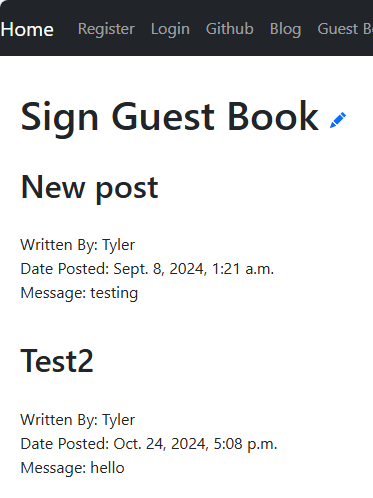 Home Register Login Github Blog Guest B
Sign Guest Book
New post
Written By: Tyler
Date Posted: Sept. 8, 2024, 1:21 a.m.
Message: testing
Test2
Written By: Tyler
Date Posted: Oct. 24, 2024, 5:08 p.m.
Message: hello